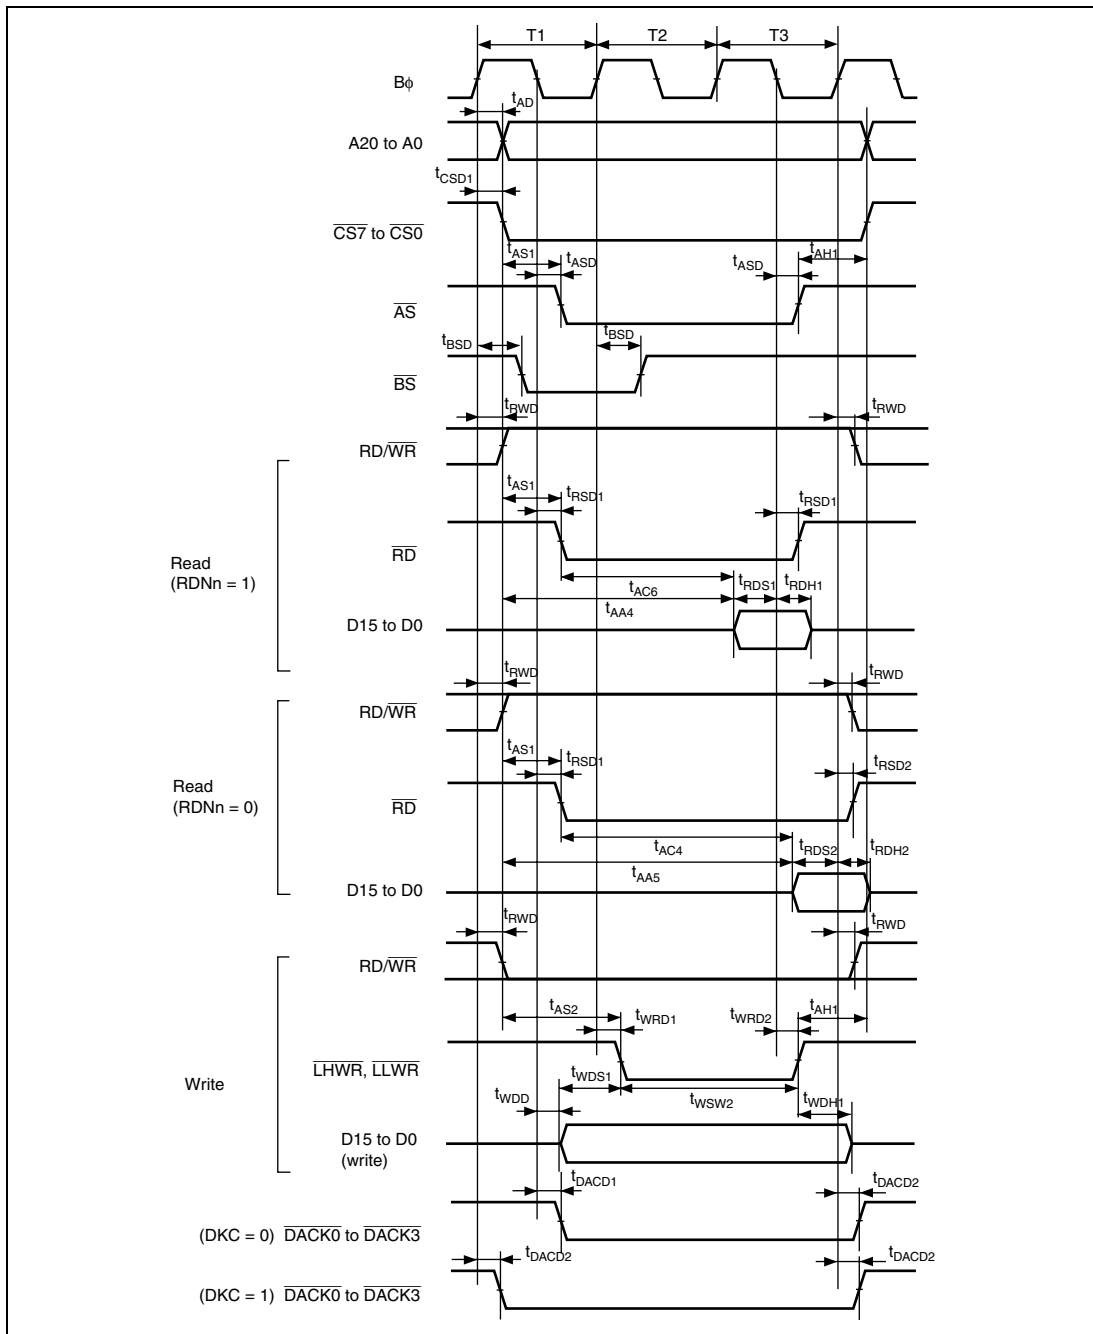 T1 T2 T3
Bϕ
tAD
A20 to A0
tCSD1
CS7 to CS0
tAS1 tASD tASD tAH1
AS
tBSD tBSD
BS
tRWD tRWD
RD/WR
tAS1 tRSD1 tRSD1
RD
Read
(RDNn = 1)
tAC6 tRDS1 tRDH1
tAA4
D15 to D0
tRWD tRWD
RD/WR
tAS1 tRSD1 tRSD2
Read
(RDNn = 0)
RD
tAC4 tRDS2 tRDH2
tAA5
D15 to D0
tRWD tRWD
RD/WR
tAS2 tWRD1 tWRD2 tAH1
LHWR, LLWR
Write
tWDD tWDS1 tWSW2 tWDH1
D15 to D0
(write)
tDACD1 tDACD2
(DKC = 0) DACK0 to DACK3
tDACD2 tDACD2
(DKC = 1) DACK0 to DACK3